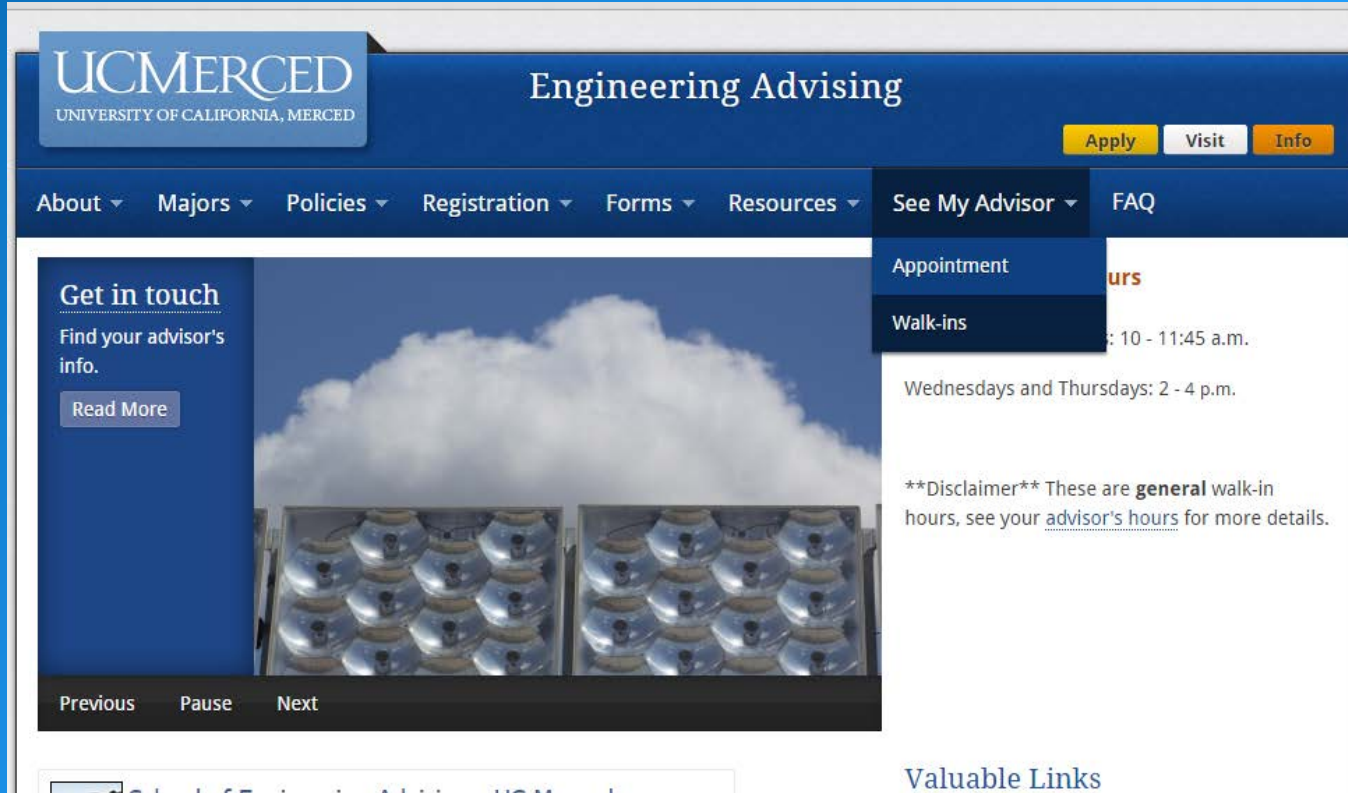 UCMERCED
UNIVERSITY OF CALIFORNIA, MERCED
Engineering Advising
Apply Visit Info
About Majors Policies Registration Forms Resources See My Advisor FAQ
Appointment
Walk-ins
Get in touch
Find your advisor's
info.
Read More
urs
: 10 - 11:45 a.m.
Wednesdays and Thursdays: 2 - 4 p.m.
**Disclaimer** These are general walk-in
hours, see your advisor's hours for more details.
Previous Pause Next
Valuable Links